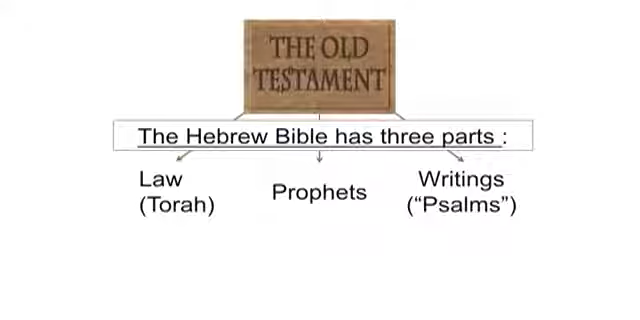 THE OLD
TESTAMENT
The Hebrew Bible has three parts :
Law
(Torah)
Prophets
Writings
(“Psalms”)